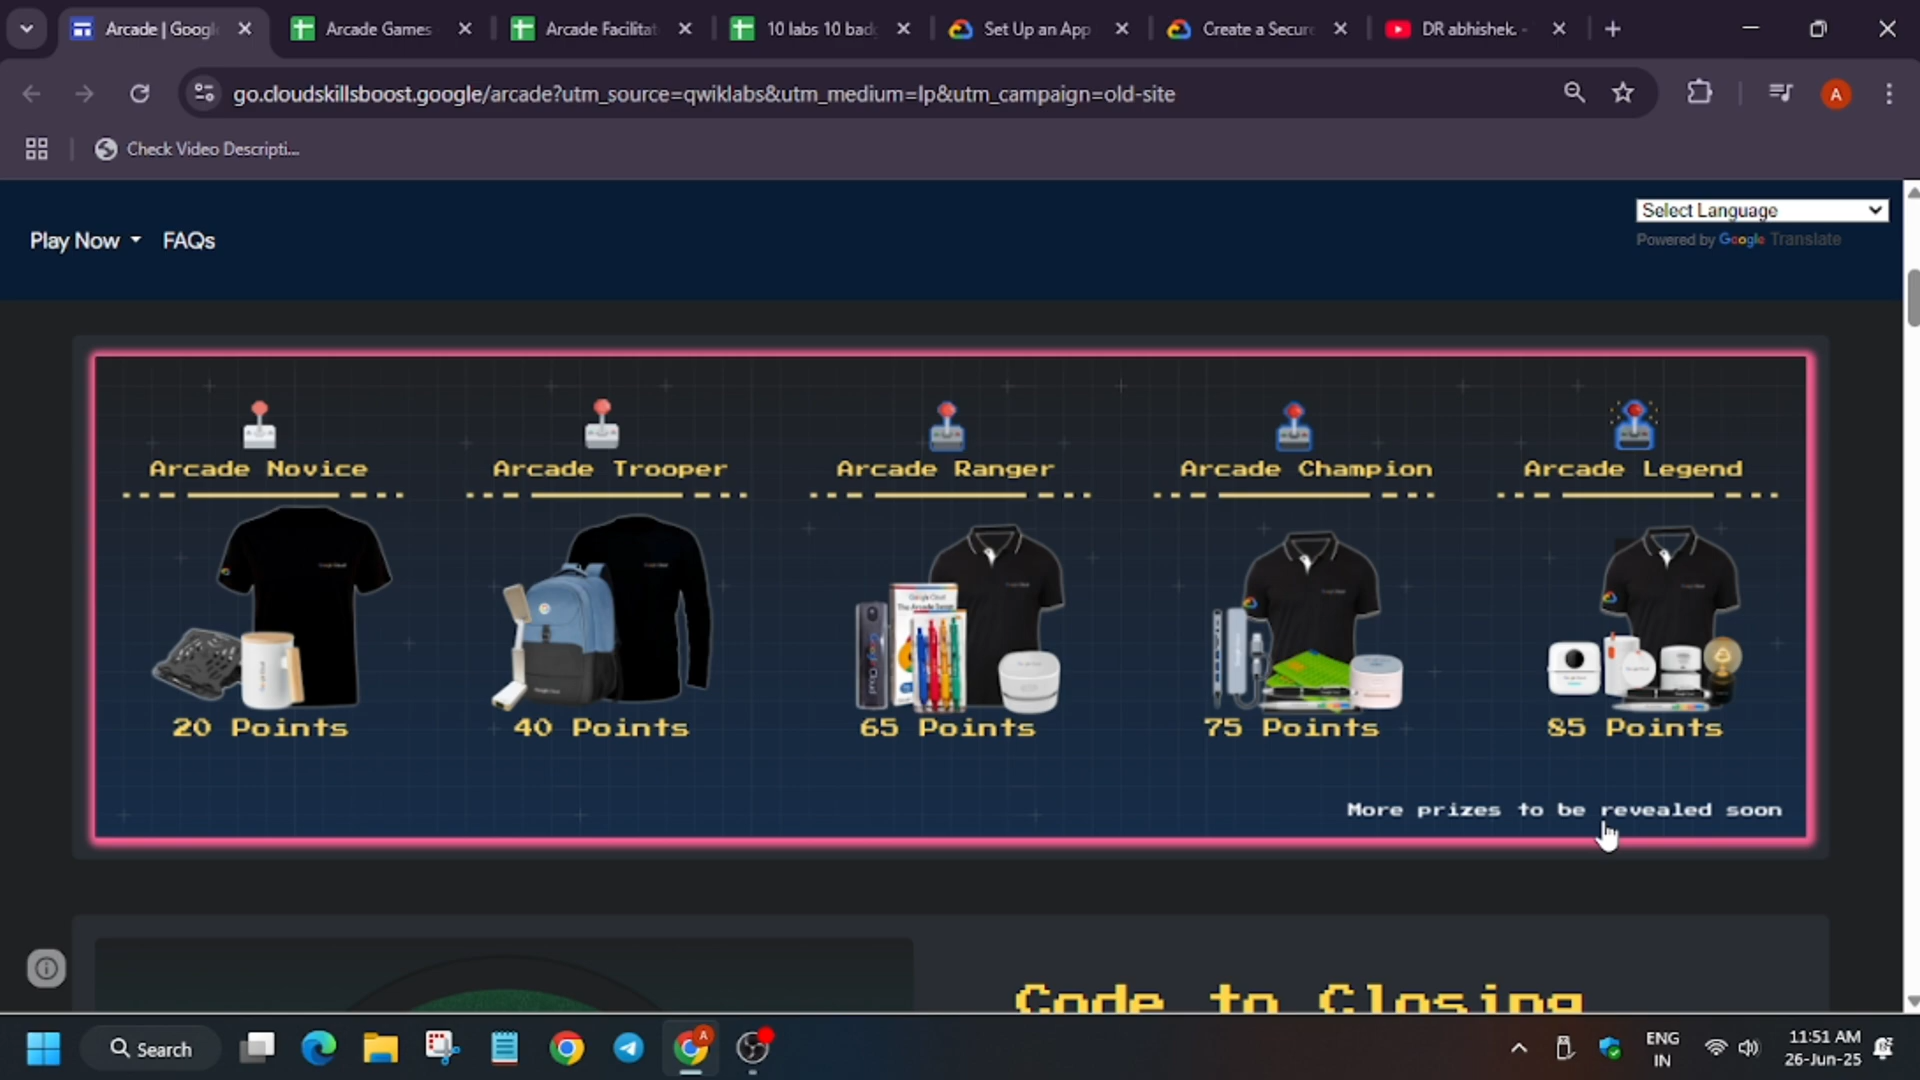 Arcade | Googl
Arcade Games
Arcade Facilitat
10 labs 10 bad
Set Up an App
Create a Secure
DR abhishek. -
go.cloudskillsboost.google/arcade?utm_source=qwiklabs&utm_medium=lp&utm_campaign=old-site
A
Check Video Descripti...
Play Now
FAQs
Select Language
Powered by Google Translate
Arcade Novice
Arcade Trooper
Arcade Ranger
Arcade Champion
Arcade Legend
20 Points
40 Points
65 Points
75 Points
85 Points
More prizes to be revealed soon
Code to Closing
Search
A
ENG
IN
11:51 AM
26-Jun-25